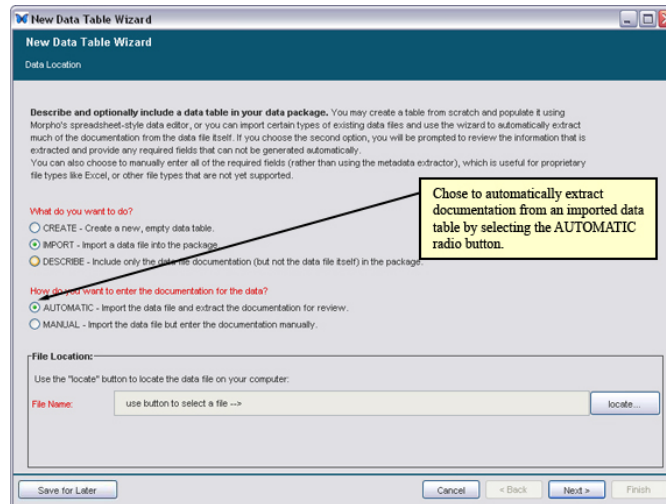 New Data Table Wizard
New Data Table Wizard
Data Location
Describe and optionally include a data table in your data package. You may create a table from scratch and populate it using
Morpho's spreadsheet-style data editor, or you can import certain types of existing data files and use the wizard to automatically extract
much of the documentation from the data file itself. If you choose the second option, you will be prompted to review the information that is
extracted and provide any required fields that can not be generated automatically.
You can also choose to manually enter all of the required fields (rather than using the metadata extractor), which is useful for proprietary
file types like Excel, or other file types that are not yet supported.
Chose to automatically extract
documentation from an imported data
table by selecting the AUTOMATIC
radio button.
What do you want to do?
CREATE - Create a new, empty data table.
IMPORT - Import a data file into the package.
DESCRIBE - Include only the data file documentation (but not the data file itself) in the package.
How do you want to enter the documentation for the data?
AUTOMATIC - Import the data file and extract the documentation for review.
MANUAL - Import the data file but enter the documentation manually.
File Location:
Use the "locate" button to locate the data file on your computer:
File Name: use button to select a file --> locate...
Save for Later Cancel < Back Next > Finish